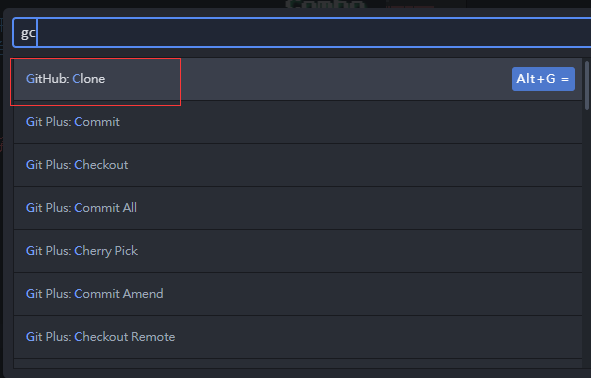 Combo
gc
GitHub: Clone
Alt+G =
Git Plus: Commit
Git Plus: Checkout
Git Plus: Commit All
Git Plus: Cherry Pick
Git Plus: Commit Amend
Git Plus: Checkout Remote